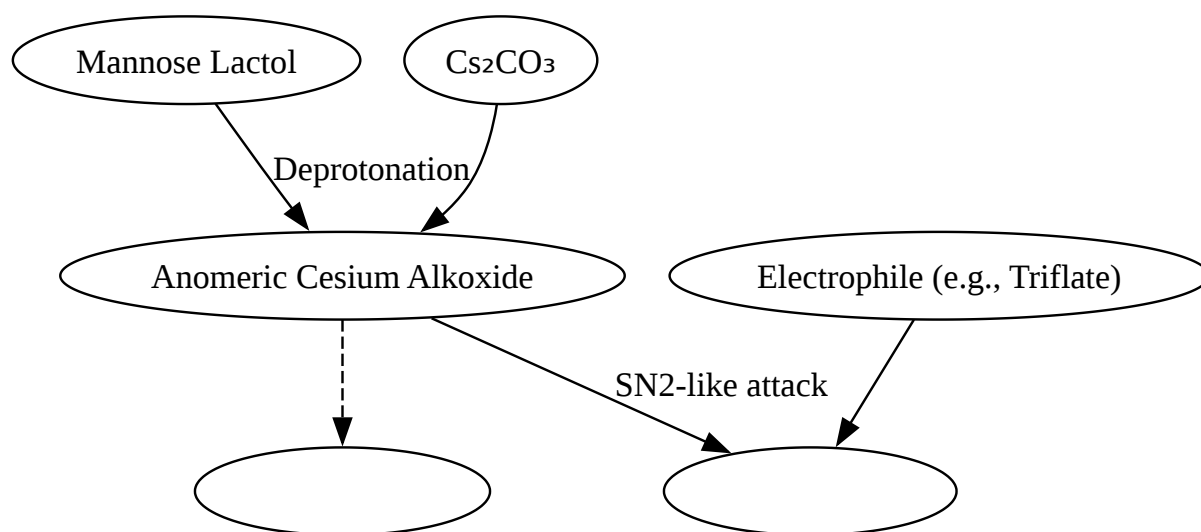 Mannose Lactol
Cs₂CO₃
Deprotonation
Anomeric Cesium Alkoxide
Electrophile (e.g., Triflate)
SN2-like attack